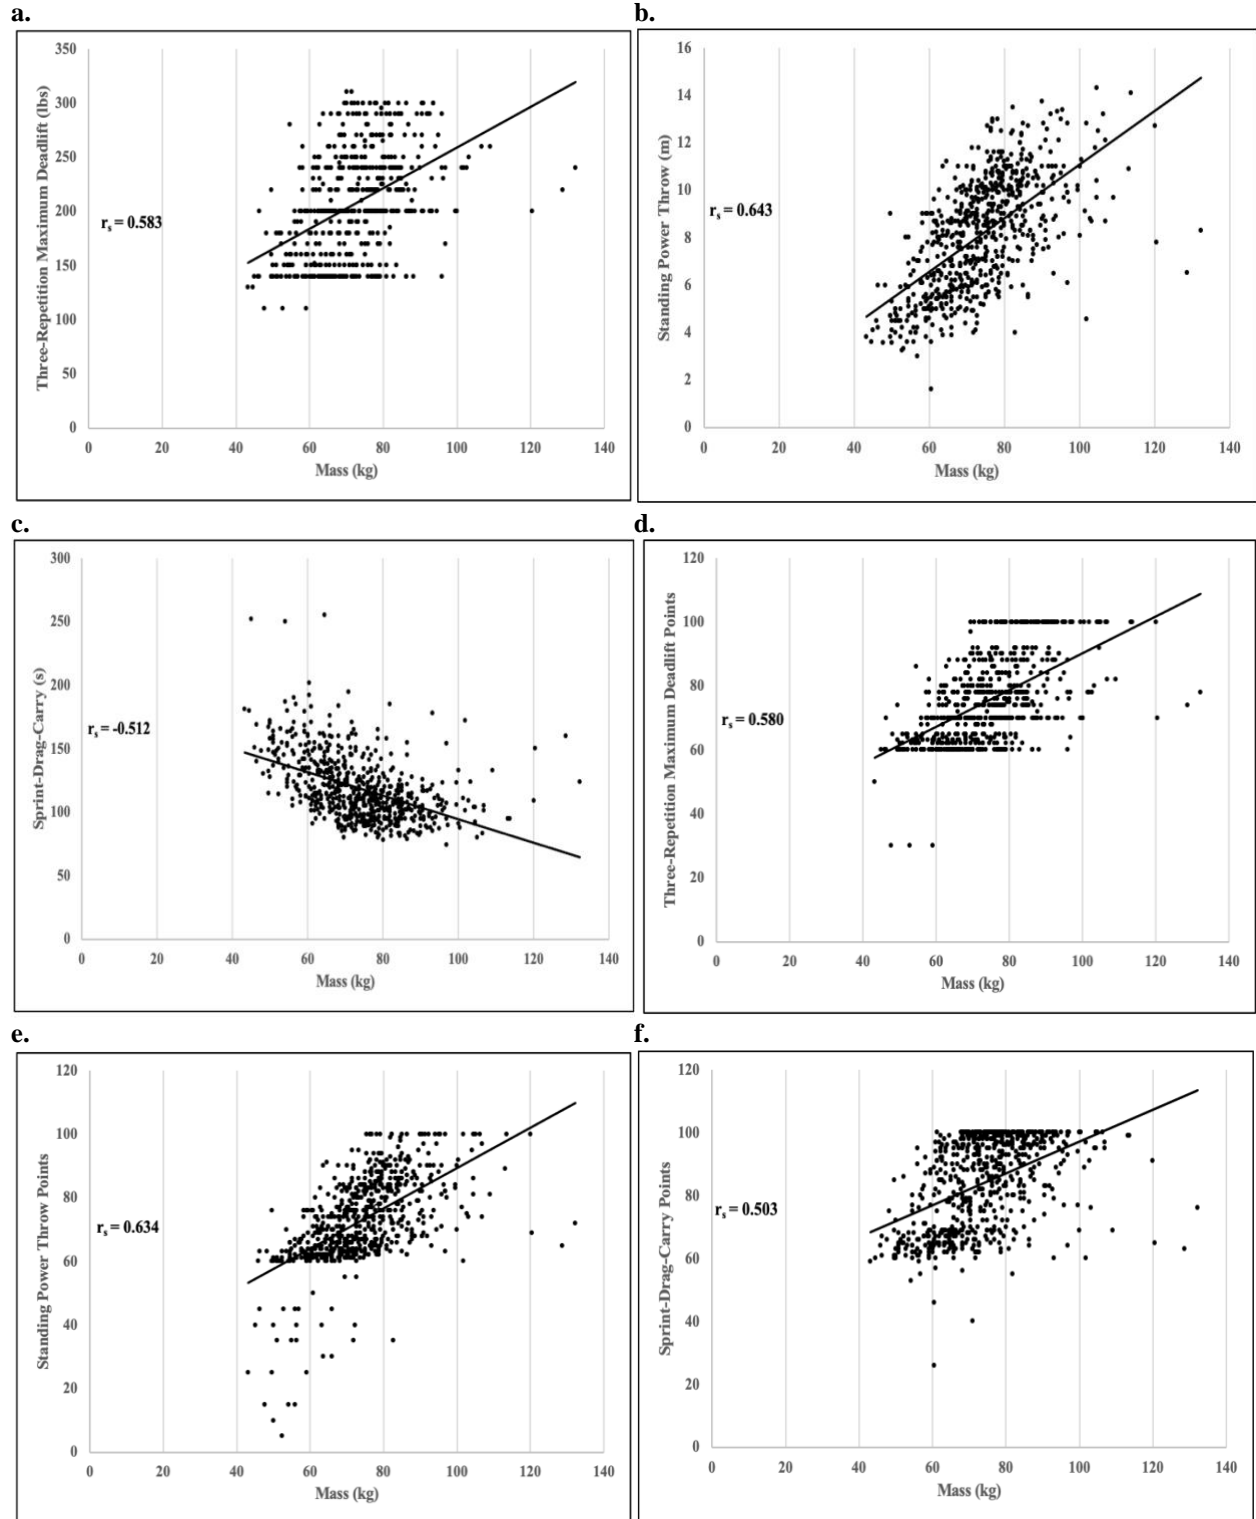 a.
Three-Repetition Maximum Deadlift (lbs)
350
300
250
200
150
100
50
0
rs = 0.583
0 20 40 60 80 100 120 140
Mass (kg)
b.
Standing Power Throw (m)
16
14
12
10
8
6
4
2
0
rs = 0.643
0 20 40 60 80 100 120 140
Mass (kg)
c.
Sprint-Drag-Carry (s)
300
250
200
150
100
50
0
rs = -0.512
0 20 40 60 80 100 120 140
Mass (kg)
d.
Three-Repetition Maximum Deadlift Points
120
100
80
60
40
20
0
rs = 0.580
0 20 40 60 80 100 120 140
Mass (kg)
e.
Standing Power Throw Points
120
100
80
60
40
20
0
rs = 0.634
0 20 40 60 80 100 120 140
Mass (kg)
f.
Sprint-Drag-Carry Points
120
100
80
60
40
20
0
rs = 0.503
0 20 40 60 80 100 120 140
Mass (kg)